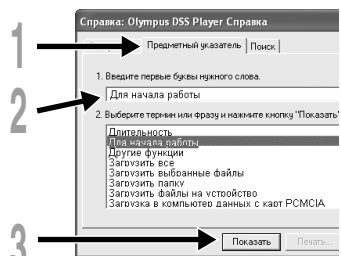 Справка: Olympus DSS Player Справка
Предметный указатель Поиск
1
1. Введите первые буквы нужного слова.
Для начала работы
2
2. Выберите термин или фразу и нажмите кнопку "Показать"
Длительность
Для начала работы
Другие функции
Загрузить все
Загрузить выбранные файлы
Загрузить папку
Загрузить файлы на устройство
Загрузка в компьютер данных с карт PCMCIA
3
Показать Печать...